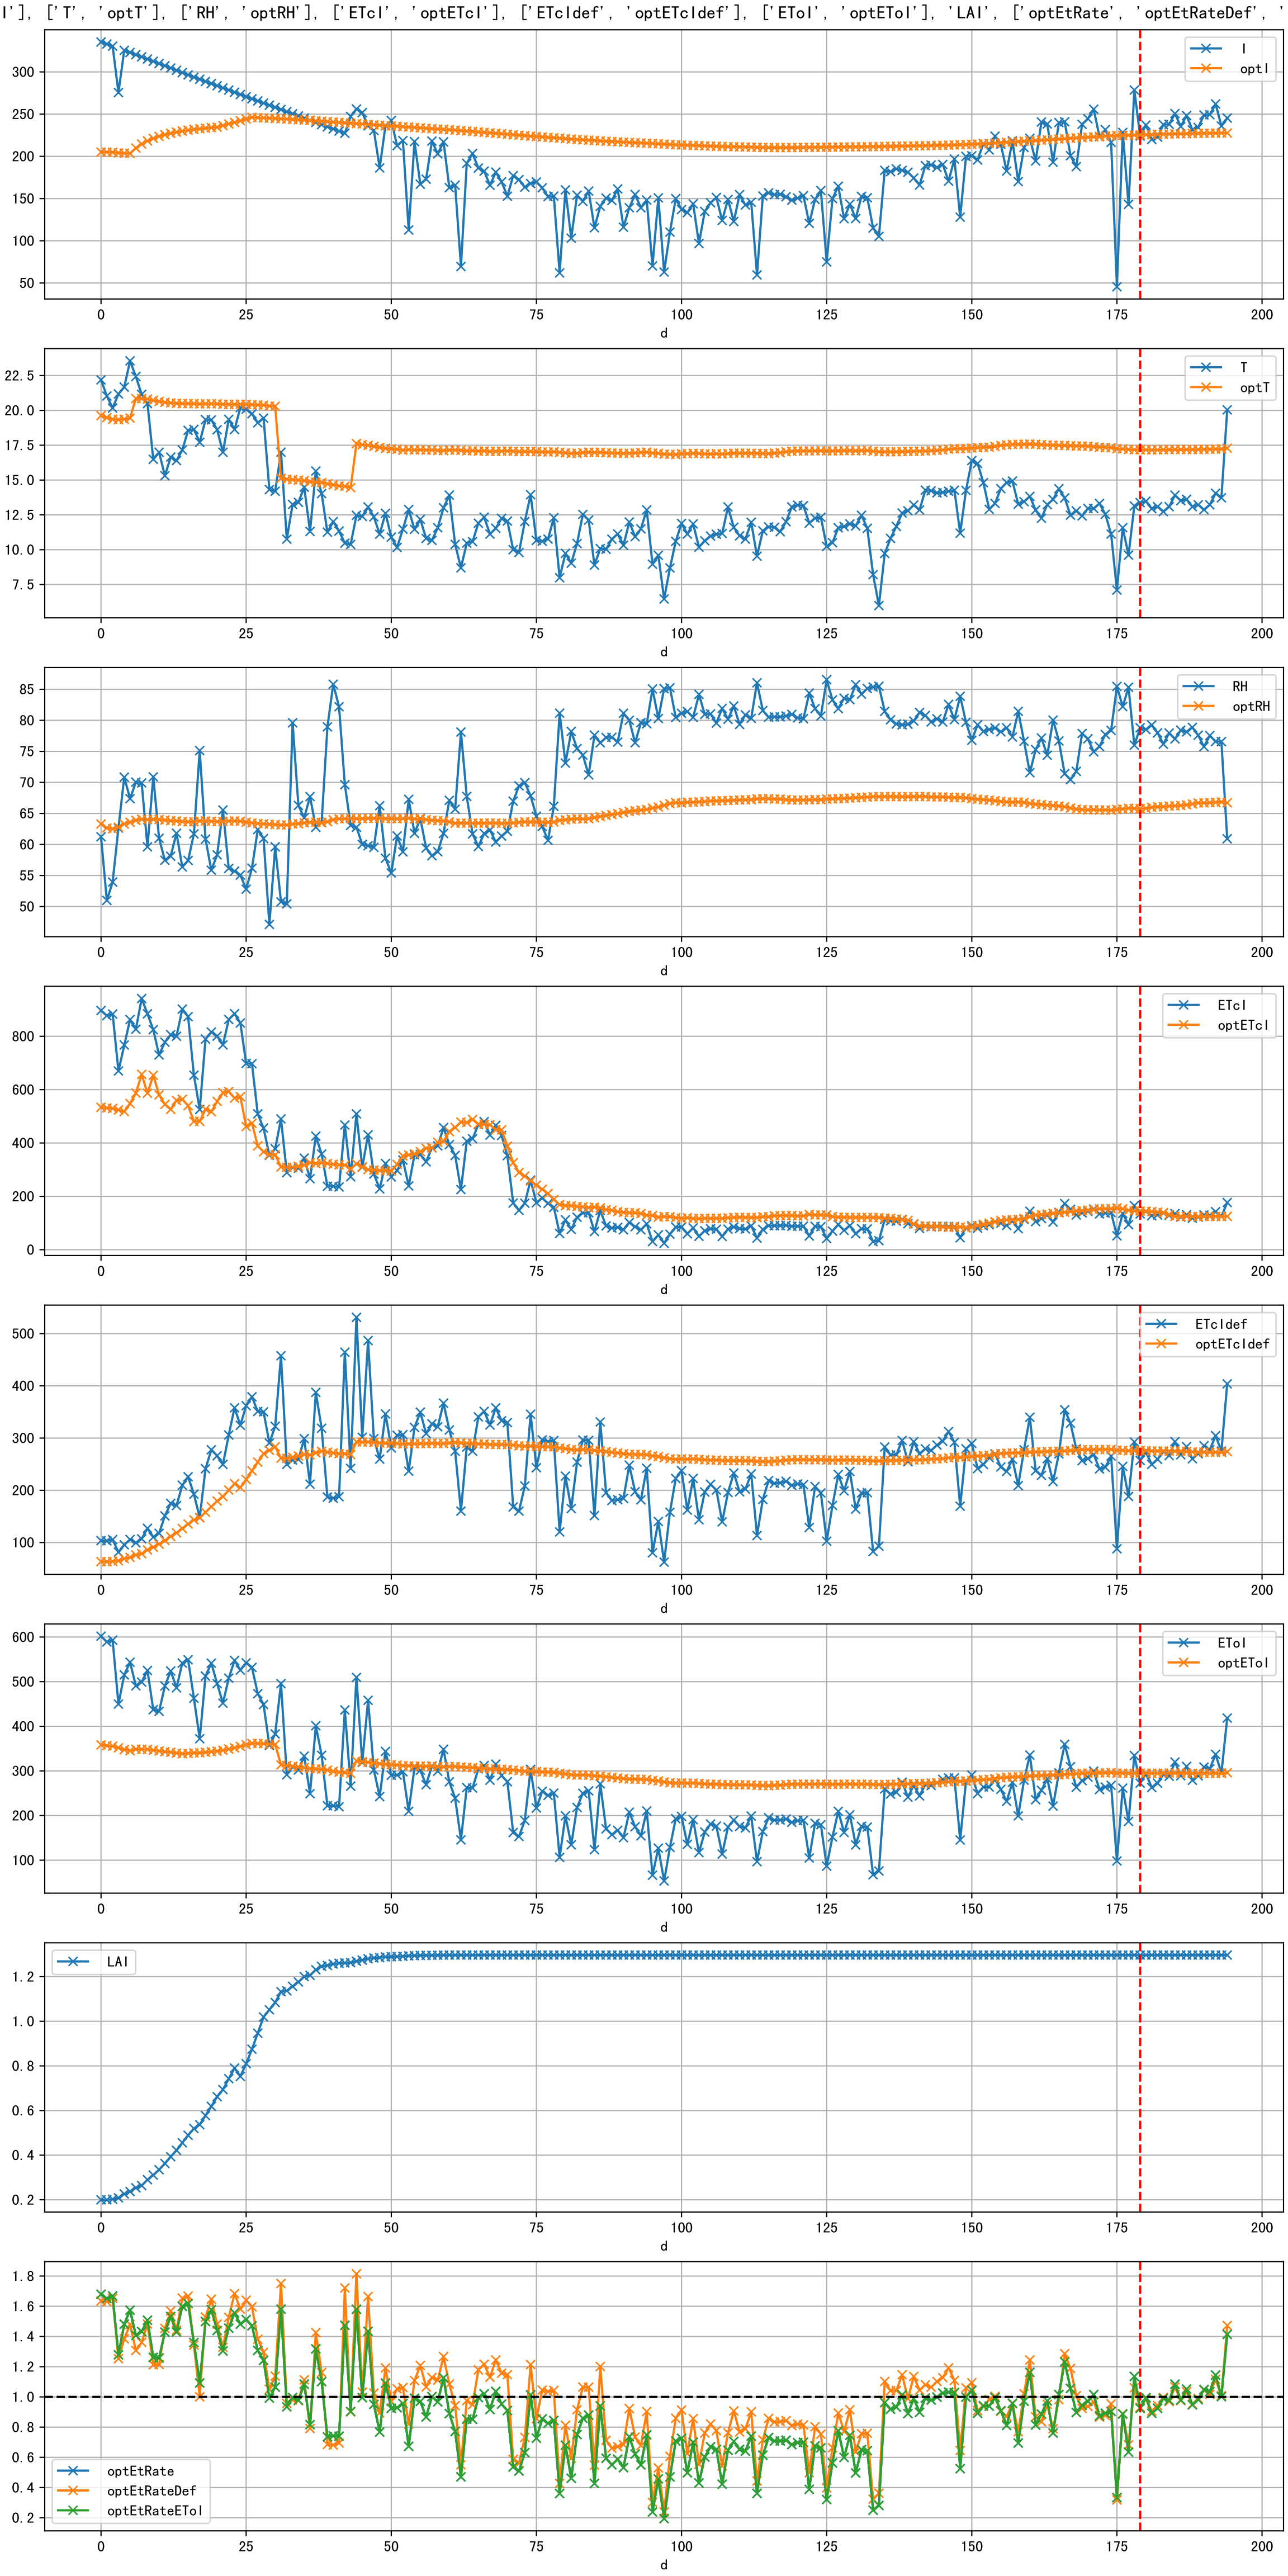 I'], ['T', 'optT'], ['RH', 'optRH'], ['ETcI', 'optETcI'], ['ETcIdef', 'optETcIdef'], ['EToI', 'optEToI'], 'LAI', ['optEtRate', 'optEtRateDef', '
I
optI
300
250
200
150
100
50
0 25 50 75 100 125 150 175 200
d
T
optT
22.5
20.0
17.5
15.0
12.5
10.0
7.5
0 25 50 75 100 125 150 175 200
d
RH
optRH
85
80
75
70
65
60
55
50
0 25 50 75 100 125 150 175 200
d
ETcI
optETcI
800
600
400
200
0
0 25 50 75 100 125 150 175 200
d
ETcIdef
optETcIdef
500
400
300
200
100
0 25 50 75 100 125 150 175 200
d
EToI
optEToI
600
500
400
300
200
100
0 25 50 75 100 125 150 175 200
d
LAI
1.2
1.0
0.8
0.6
0.4
0.2
0 25 50 75 100 125 150 175 200
d
1.8
1.6
1.4
1.2
1.0
0.8
0.6
0.4
0.2
optEtRate
optEtRateDef
optEtRateEToI
0 25 50 75 100 125 150 175 200
d